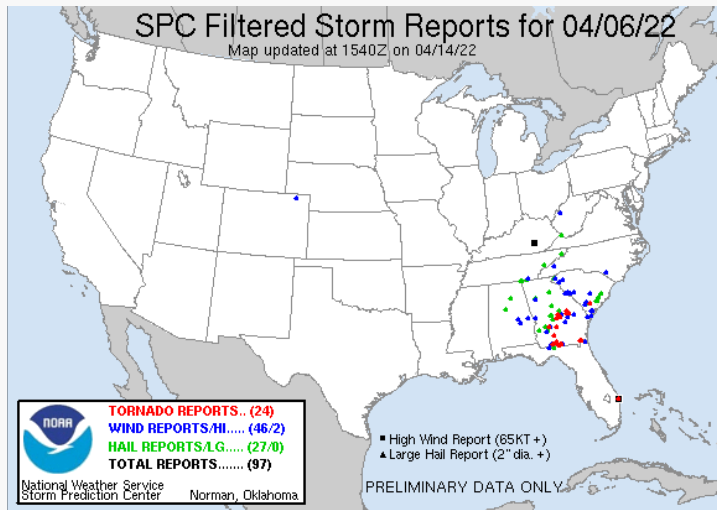 SPC Filtered Storm Reports for 04/06/22
Map updated at 1540Z on 04/14/22
NOAA
TORNADO REPORTS.. (24)
WIND REPORTS/HI..... (46/2)
HAIL REPORTS/LG..... (27/0)
TOTAL REPORTS....... (97)
National Weather Service
Storm Prediction Center Norman, Oklahoma
High Wind Report (65KT +)
Large Hail Report (2" dia. +)
PRELIMINARY DATA ONLY